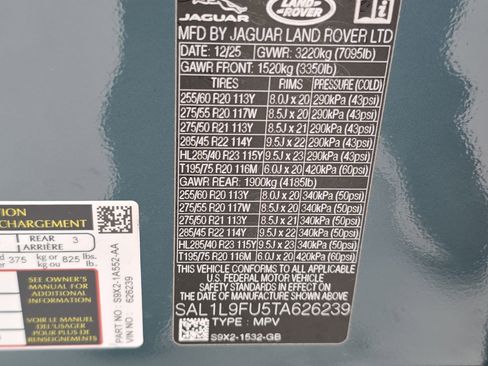 JAGUAR
LAND ROVER
MFD BY JAGUAR LAND ROVER LTD
DATE: 12/25 GVWR: 3220kg (7095lb)
GAWR FRONT: 1520kg (3350lb)
TIRES RIMS PRESSURE (COLD)
255/60 R20 113Y 8.0J x 20 290kPa (43psi)
275/55 R20 117W 8.5J x 20 290kPa (43psi)
275/50 R21 113Y 8.5J x 21 290kPa (43psi)
285/45 R22 114Y 9.5J x 22 290kPa (43psi)
HL285/40 R23 115Y 9.5J x 23 290kPa (43psi)
T195/75 R20 116M 6.0J x 20 420kPa (60psi)
GAWR REAR: 1900kg (4185lb)
255/60 R20 113Y 8.0J x 20 340kPa (50psi)
275/55 R20 117W 8.5J x 20 340kPa (50psi)
275/50 R21 113Y 8.5J x 21 340kPa (50psi)
285/45 R22 114Y 9.5J x 22 340kPa (50psi)
HL285/40 R23 115Y 9.5J x 23 340kPa (50psi)
T195/75 R20 116M 6.0J x 20 420kPa (60psi)
THIS VEHICLE CONFORMS TO ALL APPLICABLE
U.S FEDERAL MOTOR VEHICLE
SAFETY STANDARDS IN EFFECT ON THE
DATE OF MANUFACTURE SHOWN ABOVE.
SAL1L9FU5TA626239
TYPE: MPV
S9X2-1532-GB
CHARGEMENT
REAR 3
ARRIÈRE
375 kg or 825 lbs.
ou lb.
SEE OWNER'S
MANUAL FOR
ADDITIONAL
INFORMATION
VOIR LE MANUEL
D'USAGER
POUR PLUS DE
RENSEIGNEMENTS
PART NO S9X2-1A552-AA
VIN 626239